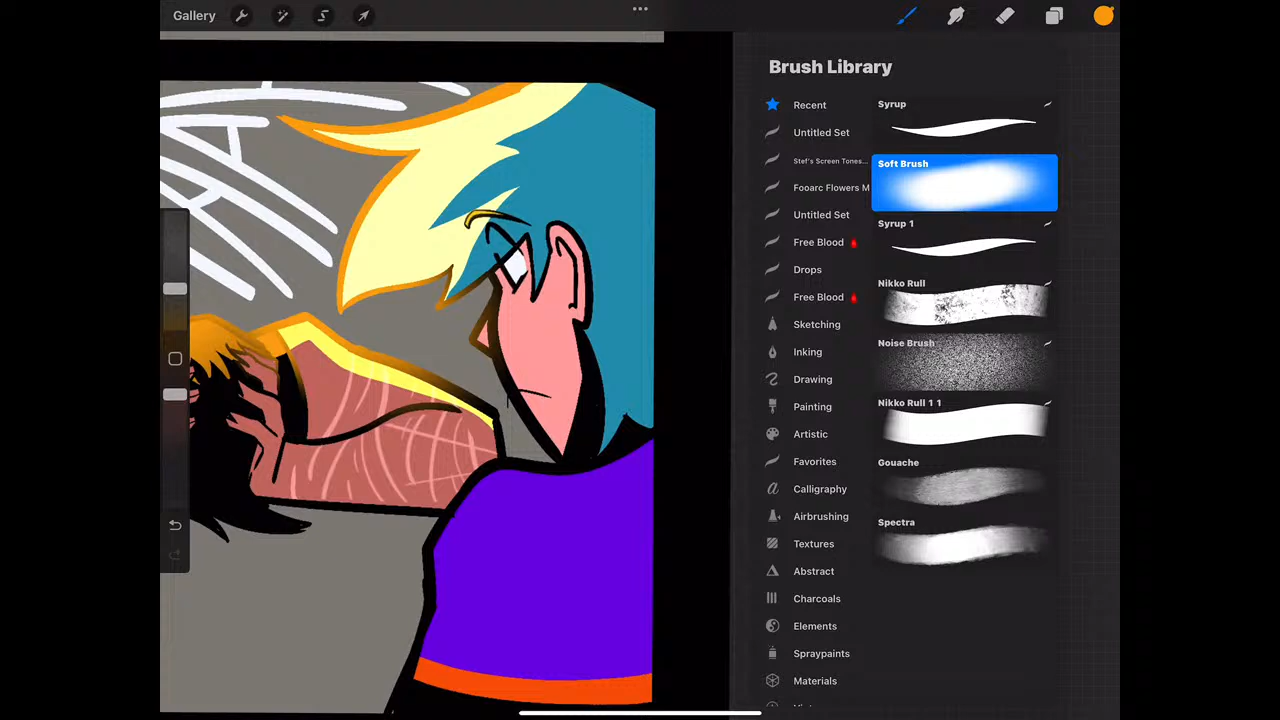 Gallery
Brush Library
Recent
Untitled Set
Stef's Screen Tones...
Fooarc Flowers M
Untitled Set
Free Blood
Drops
Free Blood
Sketching
Inking
Drawing
Painting
Artistic
Favorites
Calligraphy
Airbrushing
Textures
Abstract
Charcoals
Elements
Spraypaints
Materials
Syrup
Soft Brush
Syrup 1
Nikko Rull
Noise Brush
Nikko Rull 1 1
Gouache
Spectra